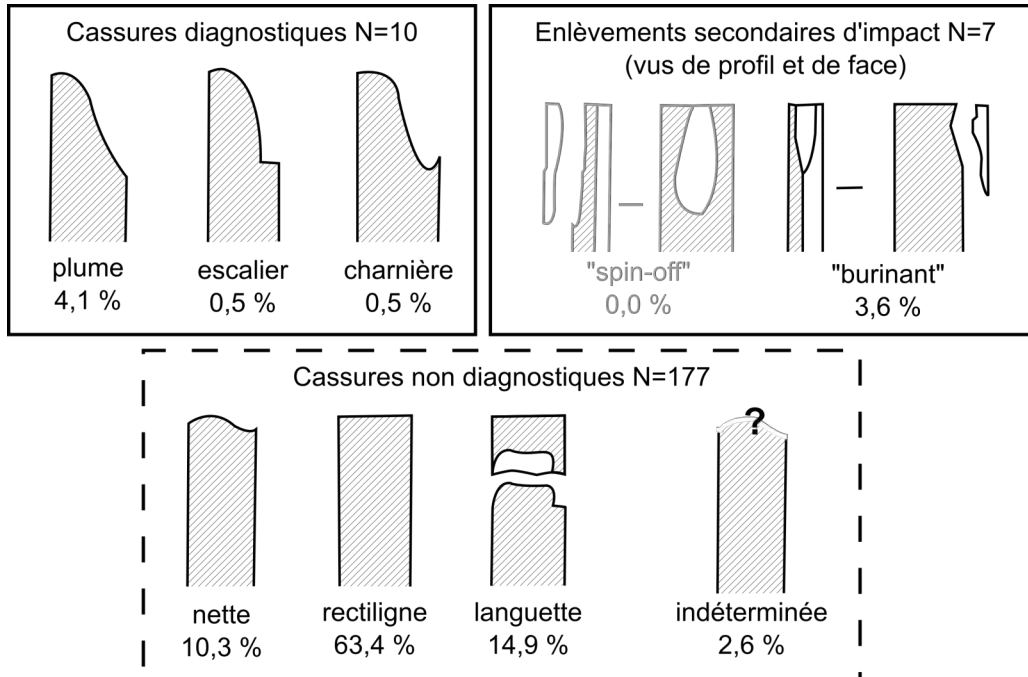 Cassures diagnostiques N=10
plume
4,1 %
escalier
0,5 %
charnière
0,5 %
Enlèvements secondaires d'impact N=7
(vus de profil et de face)
"spin-off"
0,0 %
"burinant"
3,6 %
Cassures non diagnostiques N=177
?
nette
10,3 %
rectiligne
63,4 %
languette
14,9 %
indéterminée
2,6 %